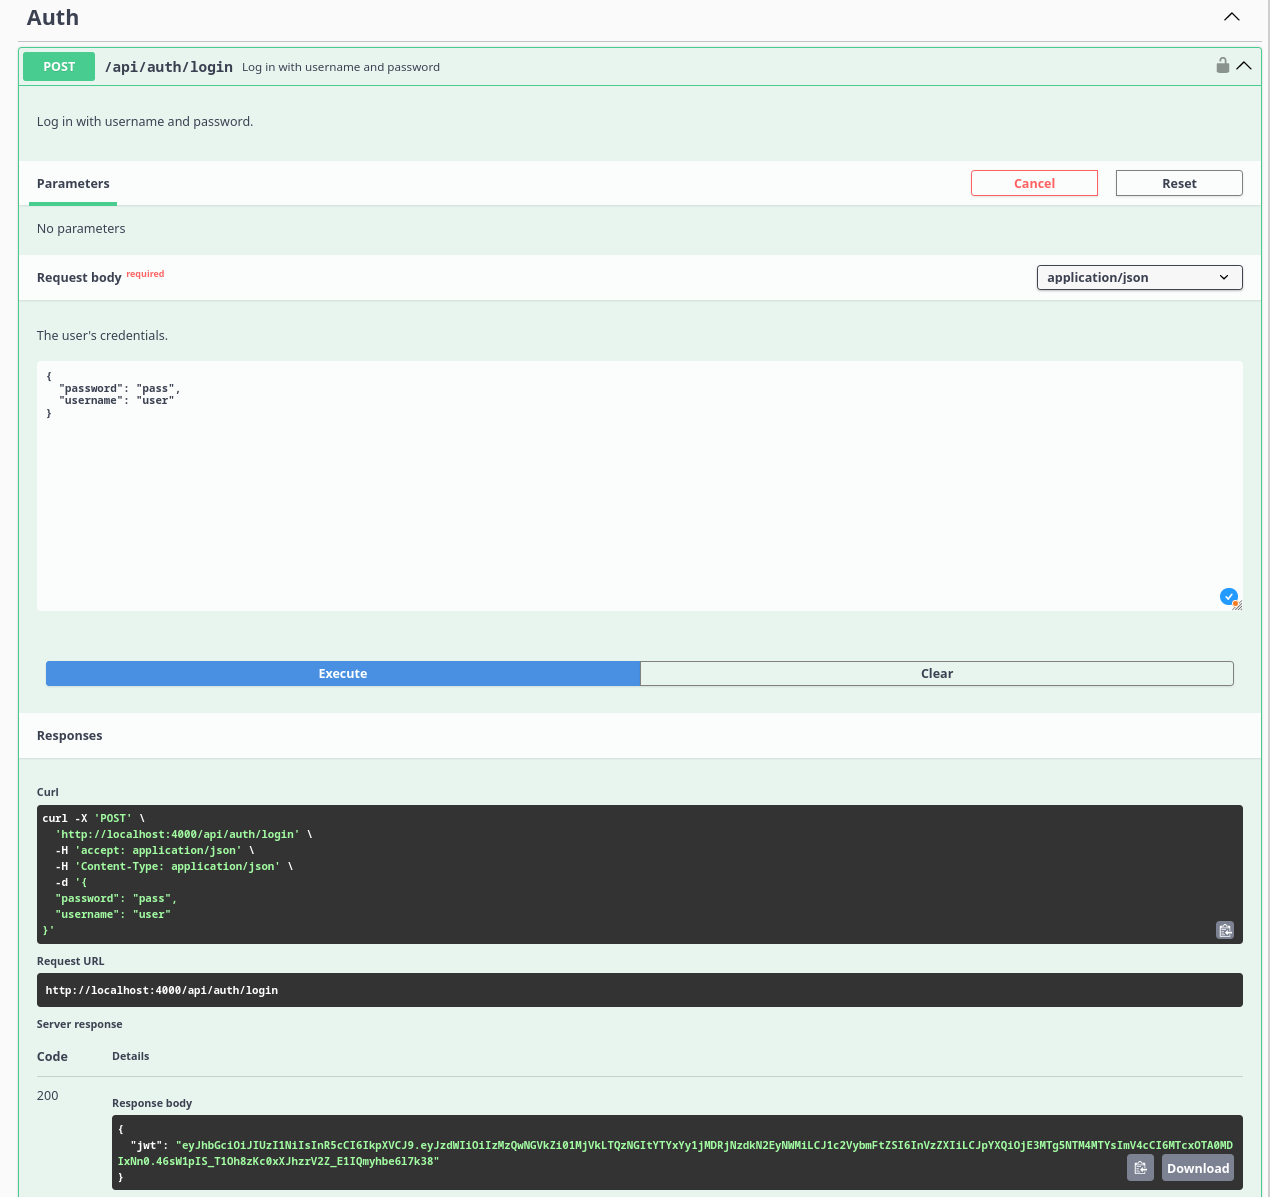 Auth
POST /api/auth/login Log in with username and password
Log in with username and password.
Parameters
Cancel
Reset
No parameters
Request body required
application/json
The user's credentials.
{
"password": "pass",
"username": "user"
}
Execute
Clear
Responses
Curl
curl -X 'POST' \
'http://localhost:4000/api/auth/login' \
-H 'accept: application/json' \
-H 'Content-Type: application/json' \
-d '{
"password": "pass",
"username": "user"
}'
Request URL
http://localhost:4000/api/auth/login
Server response
Code Details
200
Response body
{
"jwt": "eyJhbGciOiJIUzI1NiIsInR5cCI6IkpXVCJ9.eyJzdWIiOiIzMzQwNGVkZi01MjVkLTQzNGItYTYxYy1jMDRjNzdkN2EyNWMiLCJ1c2VybmFtZSI6InVzZXIiLCJpYXQiOjE3MTg5NTM4MTYsImV4cCI6MTcxOTA0MD
IxNn0.46sW1pIS_T1Oh8zKc0xXJhzrV2Z_E1IQmyhbe6l7k38"
}
Download